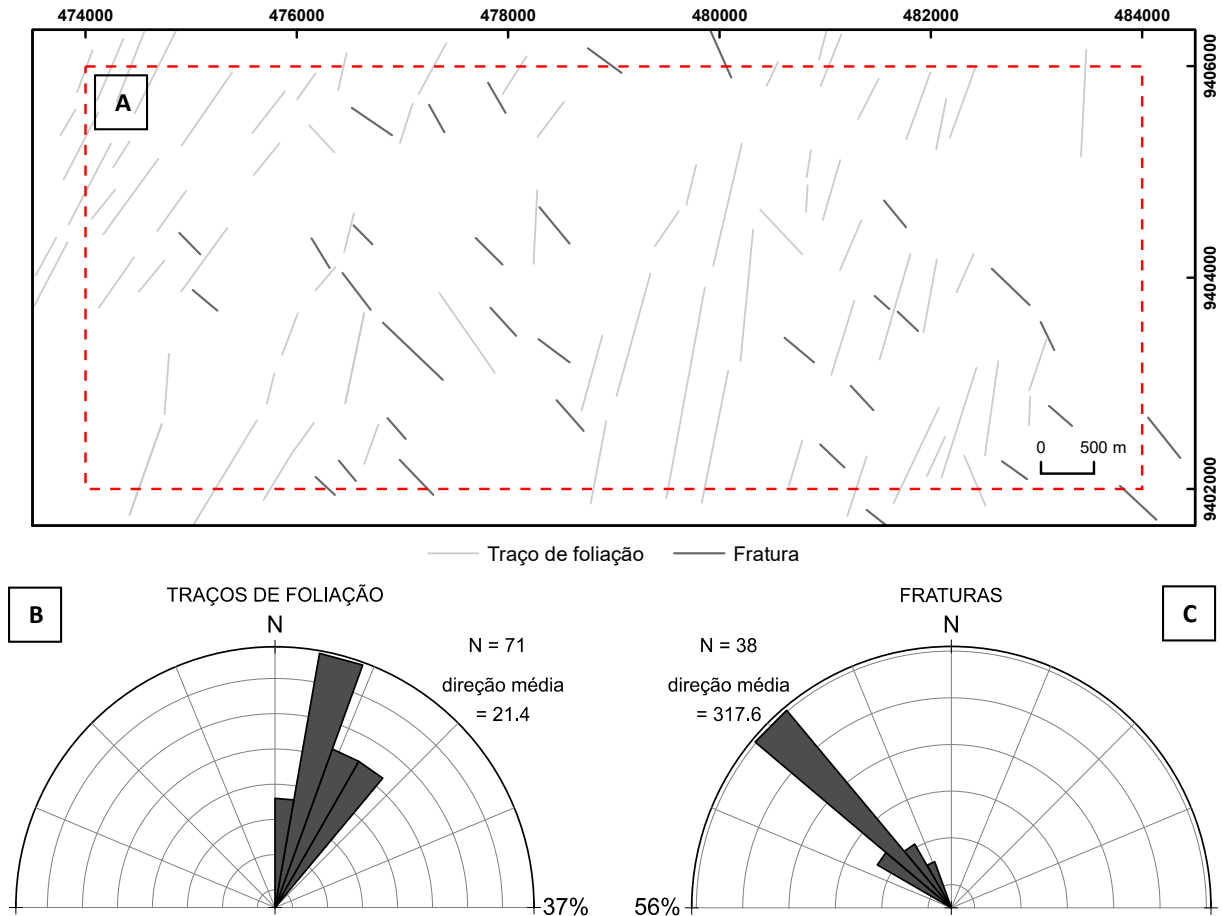 474000 476000 478000 480000 482000 484000
A
9406000
9404000
9402000
0 500 m
Traço de foliação Fratura
B
TRAÇOS DE FOLIAÇÃO
N
N = 71
direção média
= 21.4
37%
FRATURAS
C
N
N = 38
direção média
= 317.6
56%